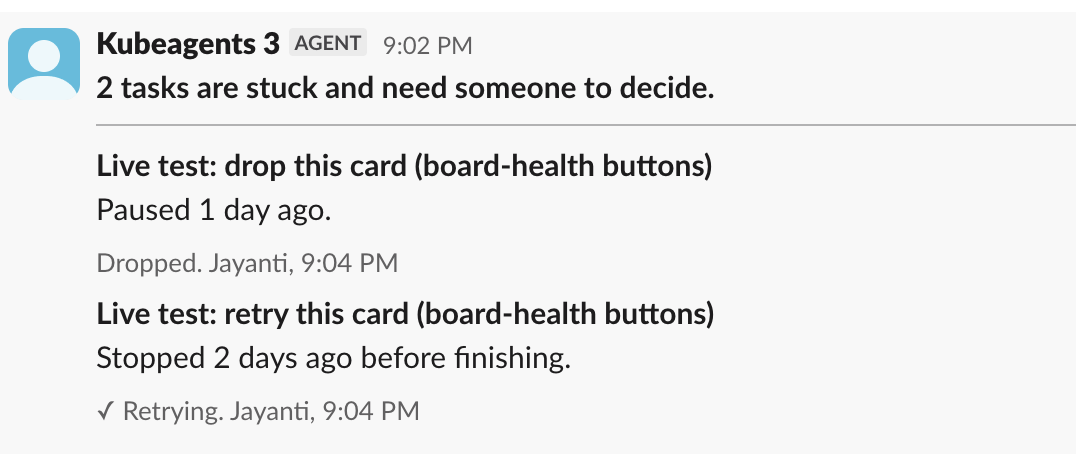 Kubeagents 3 AGENT 9:02 PM
2 tasks are stuck and need someone to decide.
Live test: drop this card (board-health buttons)
Paused 1 day ago.
Dropped. Jayanti, 9:04 PM
Live test: retry this card (board-health buttons)
Stopped 2 days ago before finishing.
✓ Retrying. Jayanti, 9:04 PM